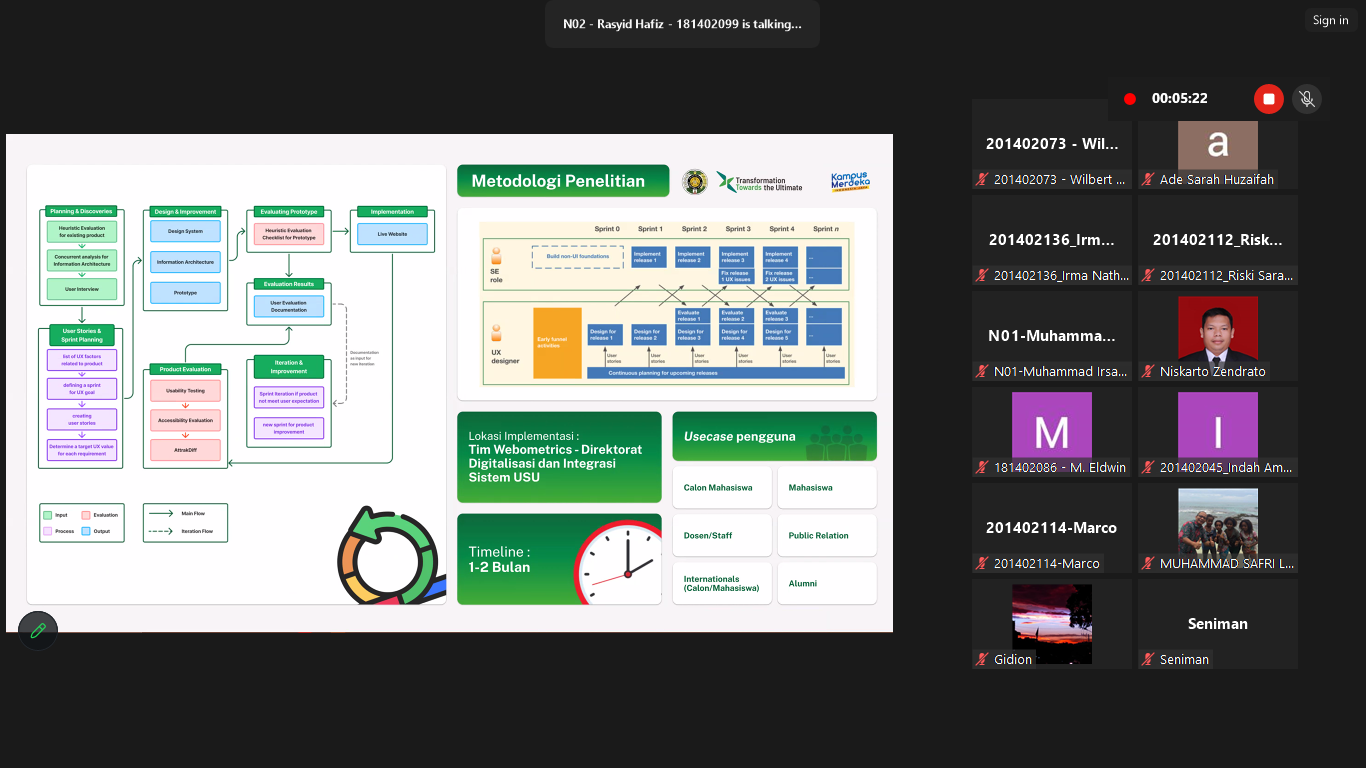 N02 - Rasyid Hafiz - 181402099 is talking...
Sign in
00:05:22
Planning & Discoveries
Heuristic Evaluation
for existing product
Concurrent analysis for
Information Architecture
User Interview
User Stories &
Sprint Planning
list of UX factors
related to product
defining a sprint
for UX goal
creating
user stories
Determine a target UX value
for each requirement
Design & Improvement
Design System
Information Architecture
Prototype
Product Evaluation
Usability Testing
Accessibility Evaluation
AttrakDiff
Evaluating Prototype
Heuristic Evaluation
Checklist for Prototype
Evaluation Results
User Evaluation
Documentation
Iteration &
Improvement
Sprint Iteration if product
not meet user expectation
new sprint for product
improvement
Implementation
Live Website
Documentation
as input for
new iteration
Input
Evaluation
Process
Output
Main Flow
Iteration Flow
Metodologi Penelitian
Transformation
Towards the Ultimate
Kampus
Merdeka
Sprint 0
Sprint 1
Sprint 2
Sprint 3
Sprint 4
Sprint n
SE
role
Build non-UI foundations
Implement
release 1
Implement
release 2
Implement
release 3
Implement
release 4
...
Fix release
1 UX issues
Fix release
2 UX issues
...
UX
designer
Early funnel
activities
Evaluate
release 1
Evaluate
release 2
Evaluate
release 3
...
Design for
release 1
Design for
release 2
Design for
release 3
Design for
release 4
Design for
release 5
...
User
stories
User
stories
User
stories
User
stories
User
stories
User
stories
Continuous planning for upcoming releases
Lokasi Implementasi :
Tim Webometrics - Direktorat
Digitalisasi dan Integrasi
Sistem USU
Timeline :
1-2 Bulan
Usecase pengguna
Calon Mahasiswa
Mahasiswa
Dosen/Staff
Public Relation
Internationals
(Calon/Mahasiswa)
Alumni
201402073 - Wil...
201402073 - Wilbert ...
a
Ade Sarah Huzaifah
201402136_Irm...
201402136_Irma Nath...
201402112_Risk...
201402112_Riski Sara...
N01-Muhamma...
N01-Muhammad Irsa...
Niskarto Zendrato
M
181402086 - M. Eldwin
I
201402045_Indah Am...
201402114-Marco
201402114-Marco
MUHAMMAD SAFRI L...
Gidion
Seniman
Seniman